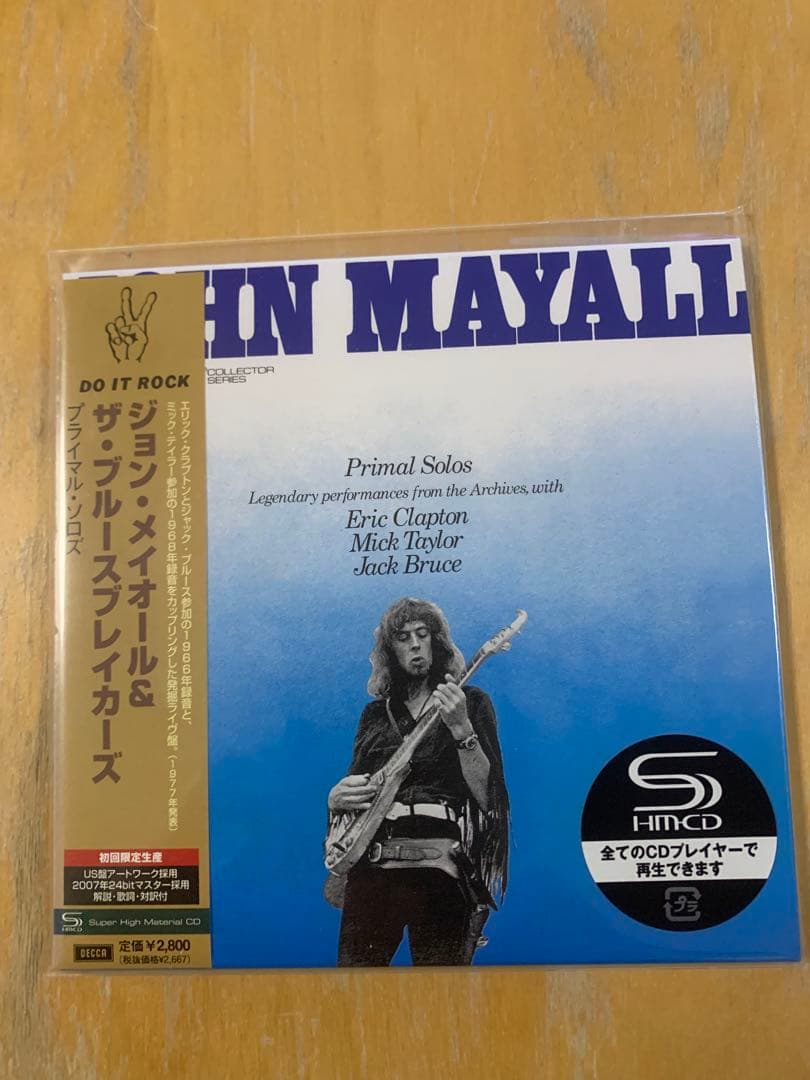 JOHN MAYALL
COLLECTOR
SERIES
Primal Solos
Legendary performances from the Archives, with
Eric Clapton
Mick Taylor
Jack Bruce
DO IT ROCK
エリック・クラプトンとジャック・ブルース参加の1966年録音と、
ミック・テイラー参加の1968年録音をカップリングした発掘ライヴ盤。(1977年発表)
ジョン・メイオール&
ザ・ブルースブレイカーズ
プライマル・ソロズ
初回限定生産
US盤アートワーク採用
2007年24bitマスター採用
解説・歌詞・対訳付
SHM-CD
Super High Material CD
DECCA
定価¥2,800
(税抜価格¥2,667)
SHM-CD
全てのCDプレイヤーで
再生できます
プラ